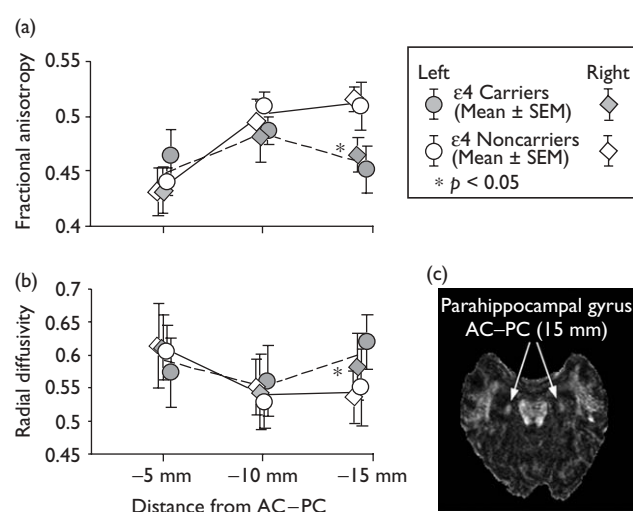 (a)
Fractional anisotropy
0.55
0.5
0.45
0.4
*
Left
Right
ε4 Carriers
(Mean ± SEM)
ε4 Noncarriers
(Mean ± SEM)
* p < 0.05
(b)
Radial diffusivity
0.7
0.65
0.6
0.55
0.5
0.45
*
−5 mm
−10 mm
−15 mm
Distance from AC–PC
(c)
Parahippocampal gyrus
AC–PC (15 mm)